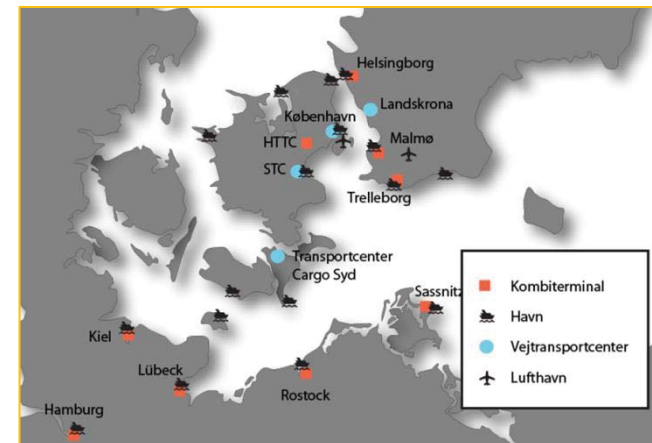 Helsingborg
Landskrona
København
HTTC
Malmø
STC
Trelleborg
Transportcenter
Cargo Syd
Sassnitz
Kiel
Lübeck
Rostock
Hamburg
Kombiterminal
Havn
Vejtransportcenter
Lufthavn